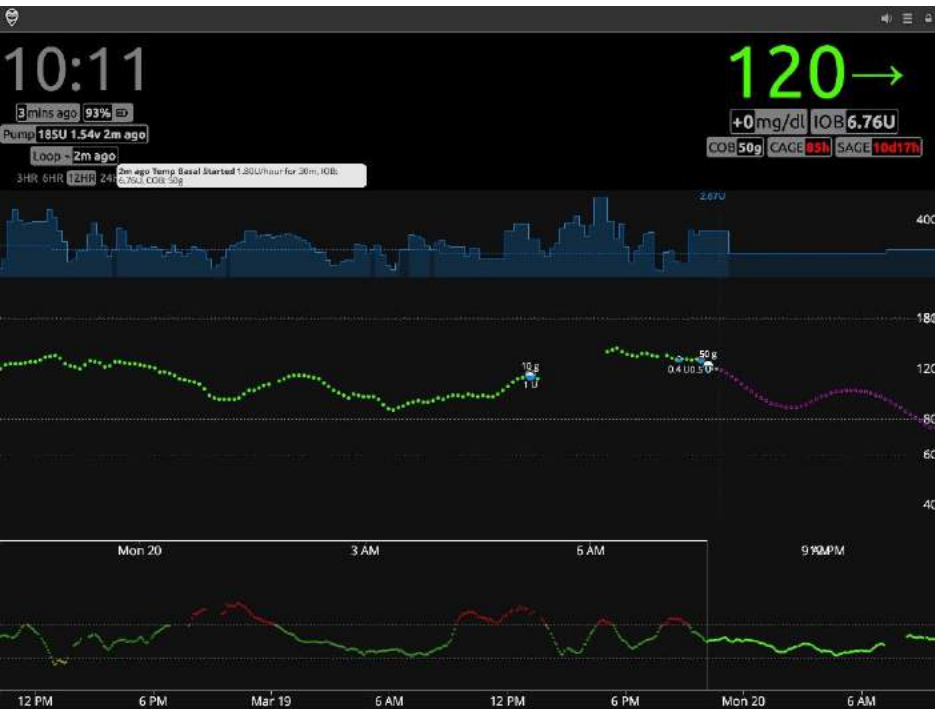 10:11
120→
3 mins ago 93%
+0 mg/dl IOB 6.76U
Pump 185U 1.54v 2m ago
COB 50g CAGE 85h SAGE 10d17h
Loop ~ 2m ago
3HR 6HR 12HR
2m ago Temp Basal Started 1.80U/hour for 30m, IOB:
6.76U, COB: 50g
2.67U
400
180
50 g
10 g
120
0.4 U 0.5 U
1 U
80
60
40
Mon 20 3 AM 6 AM
12 PM 6 PM Mar 19 6 AM 12 PM 6 PM Mon 20 6 AM